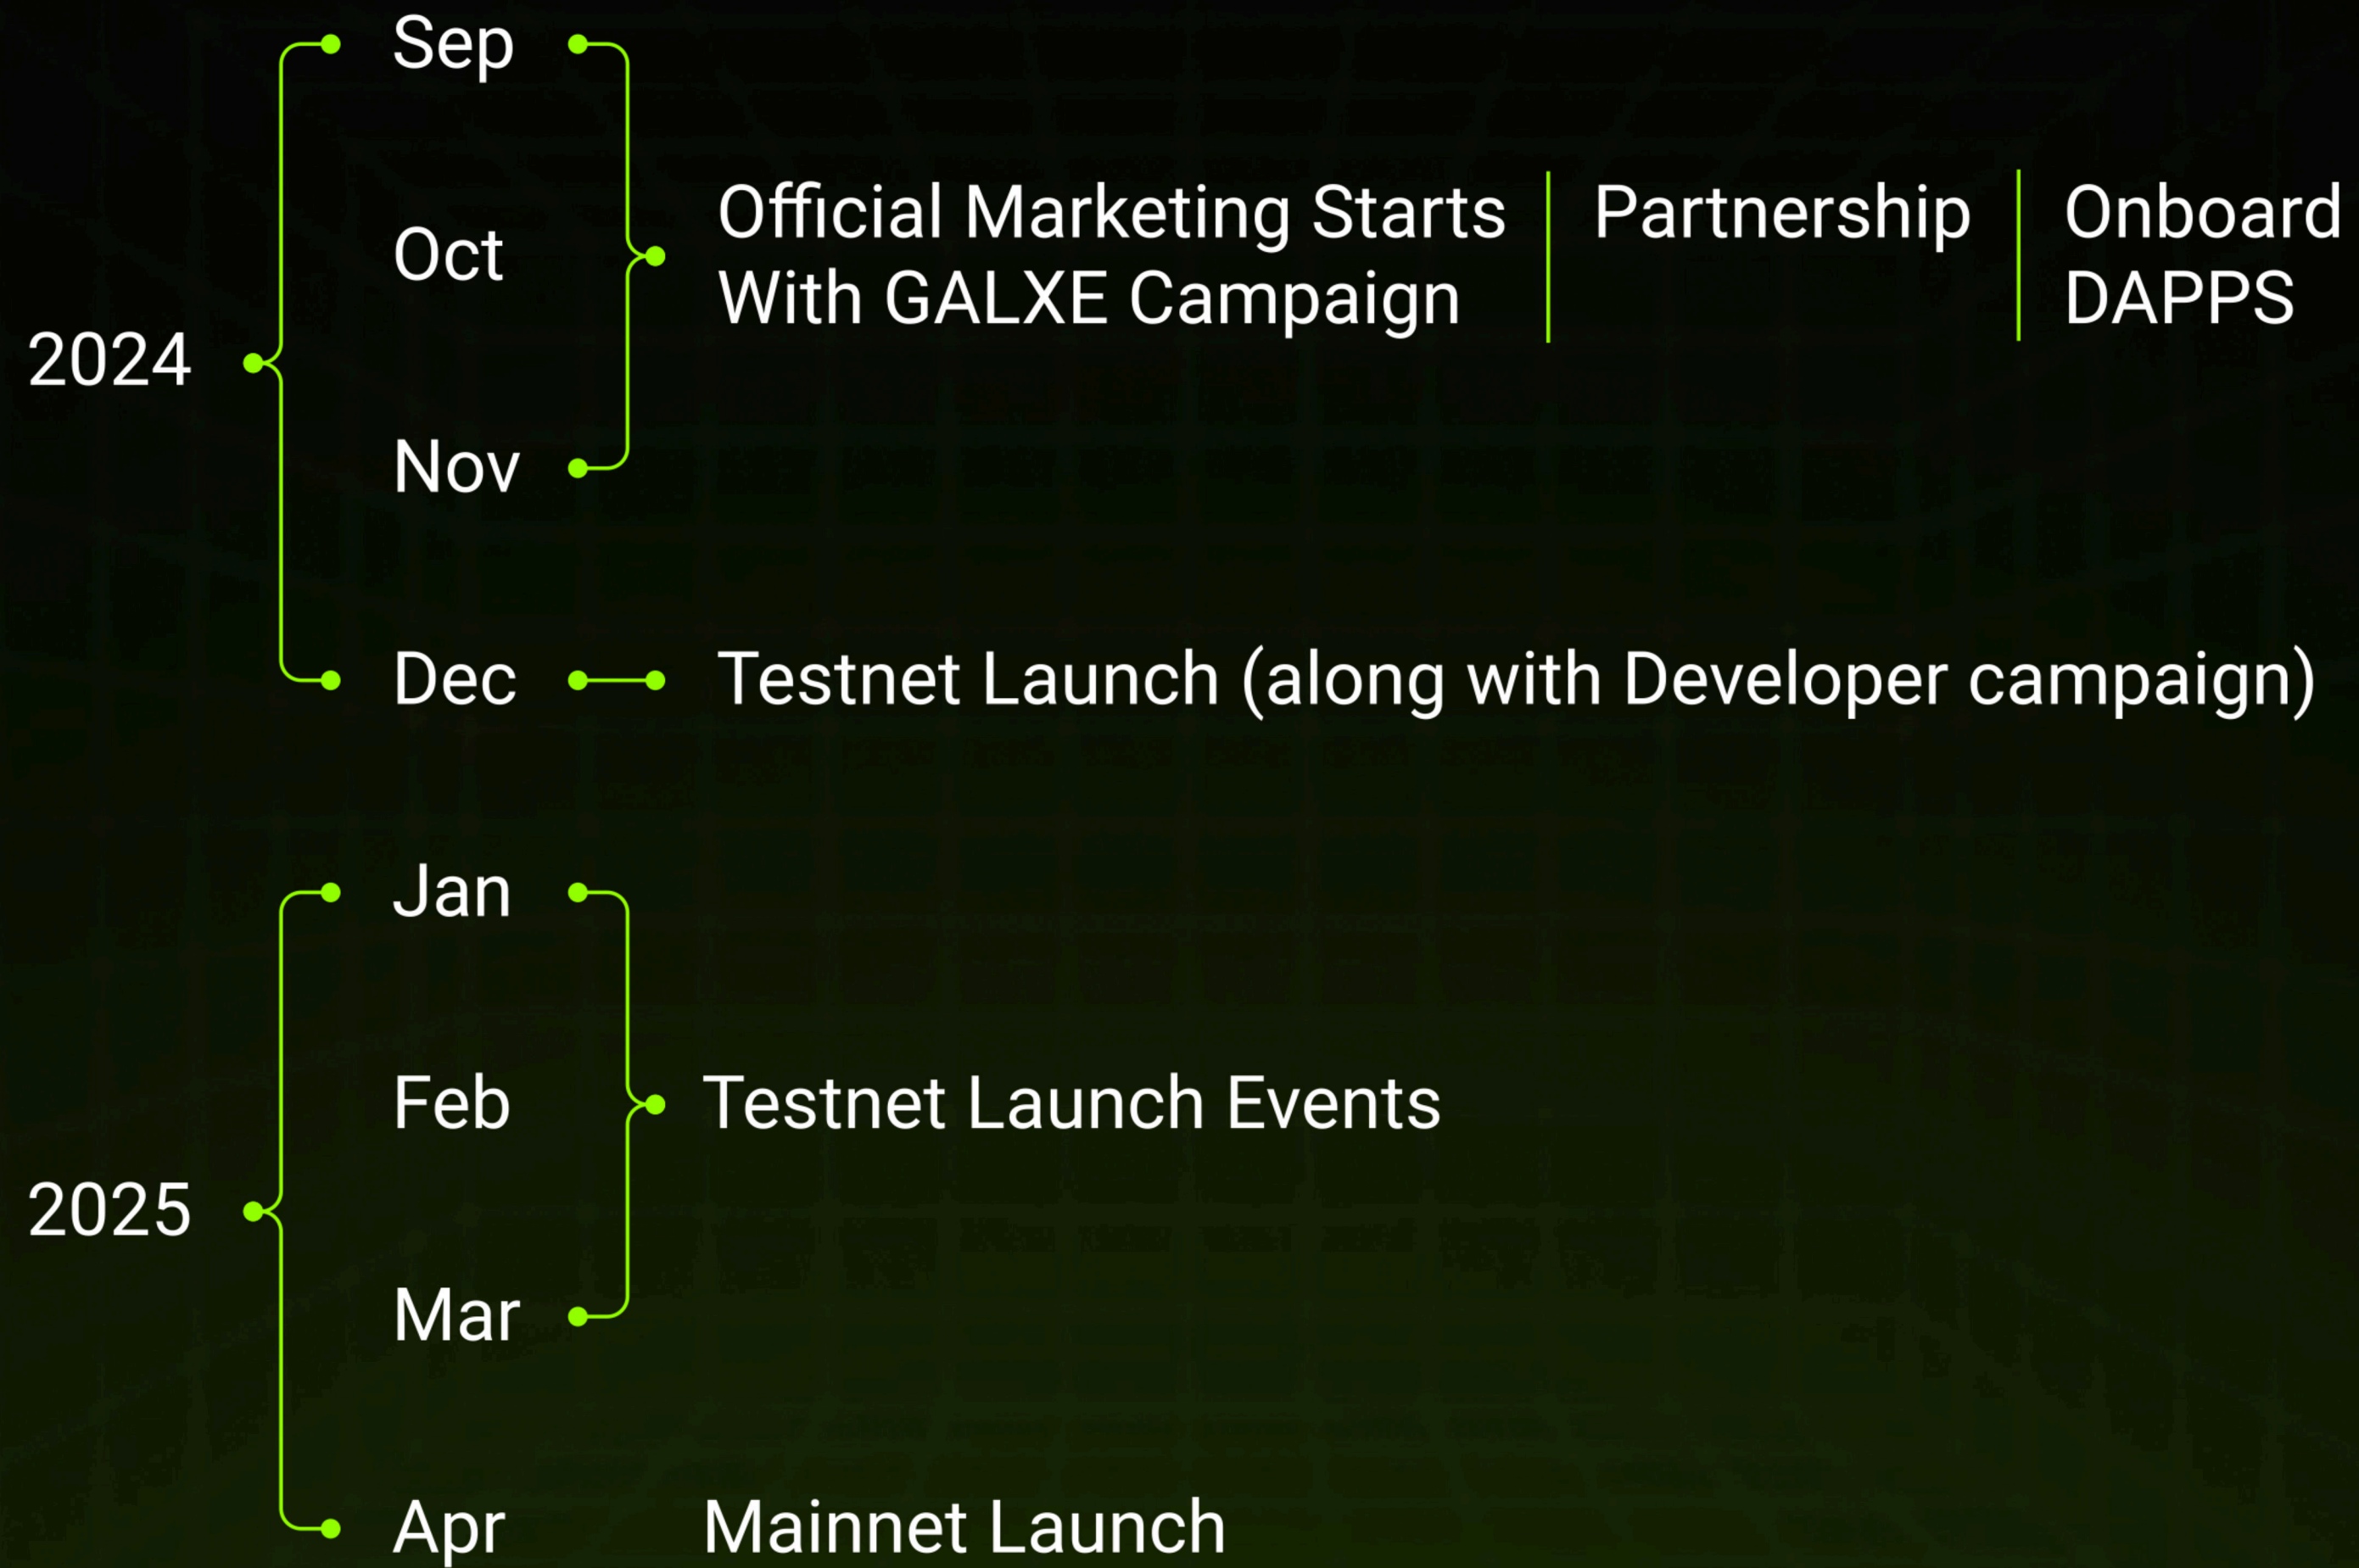 Sep
Oct
Official Marketing Starts
With GALXE Campaign
Partnership
Onboard
DAPPS
2024
Nov
Dec
Testnet Launch (along with Developer campaign)
Jan
Feb
Testnet Launch Events
2025
Mar
Apr
Mainnet Launch